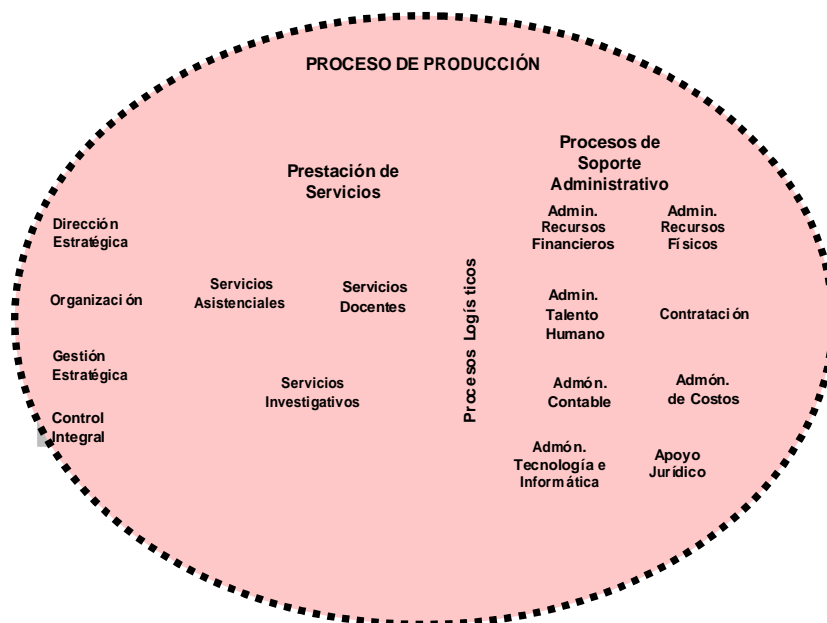 PROCESO DE PRODUCCIÓN
Prestación de
Servicios
Procesos de
Soporte
Administrativo
Dirección
Estratégica
Organización
Gestión
Estratégica
Control
Integral
Servicios
Asistenciales
Servicios
Docentes
Servicios
Investigativos
Procesos Logísticos
Admin.
Recursos
Financieros
Admin.
Recursos
Físicos
Admin.
Talento
Humano
Contratación
Admón.
Contable
Admón.
de Costos
Admón.
Tecnología e
Informática
Apoyo
Jurídico